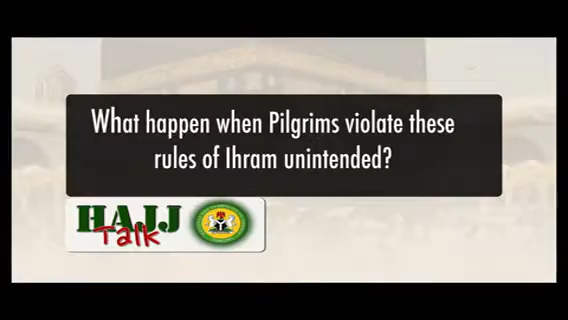 What happen when Pilgrims violate these
rules of Ihram unintended?
HAJJ
Talk